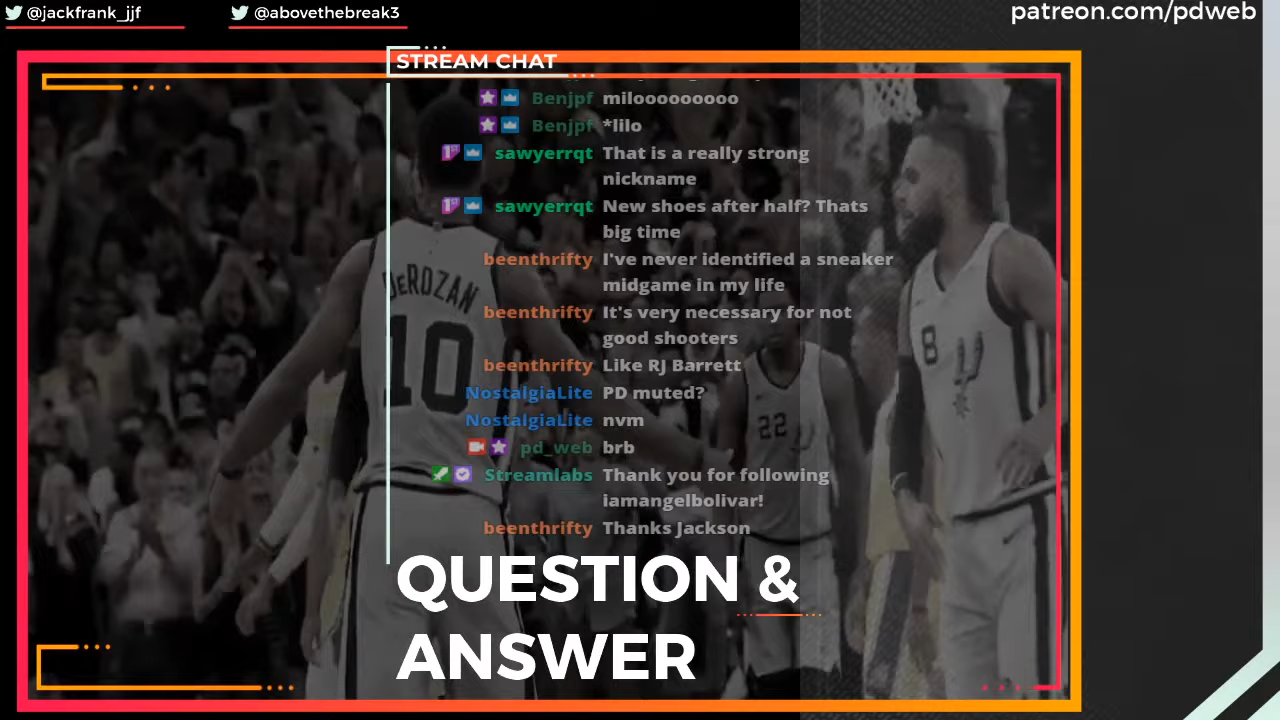 @jackfrank_jjf
@abovethebreak3
patreon.com/pdweb
STREAM CHAT
Benjpf milooooooooo
Benjpf *lilo
sawyerrqt That is a really strong
nickname
sawyerrqt New shoes after half? Thats
big time
beenthrifty I've never identified a sneaker
midgame in my life
beenthrifty It's very necessary for not
good shooters
beenthrifty Like RJ Barrett
NostalgiaLite PD muted?
NostalgiaLite nvm
pd_web brb
Streamlabs Thank you for following
iamangelbolivar!
beenthrifty Thanks Jackson
DeROZAN
10
22
8
QUESTION &
ANSWER